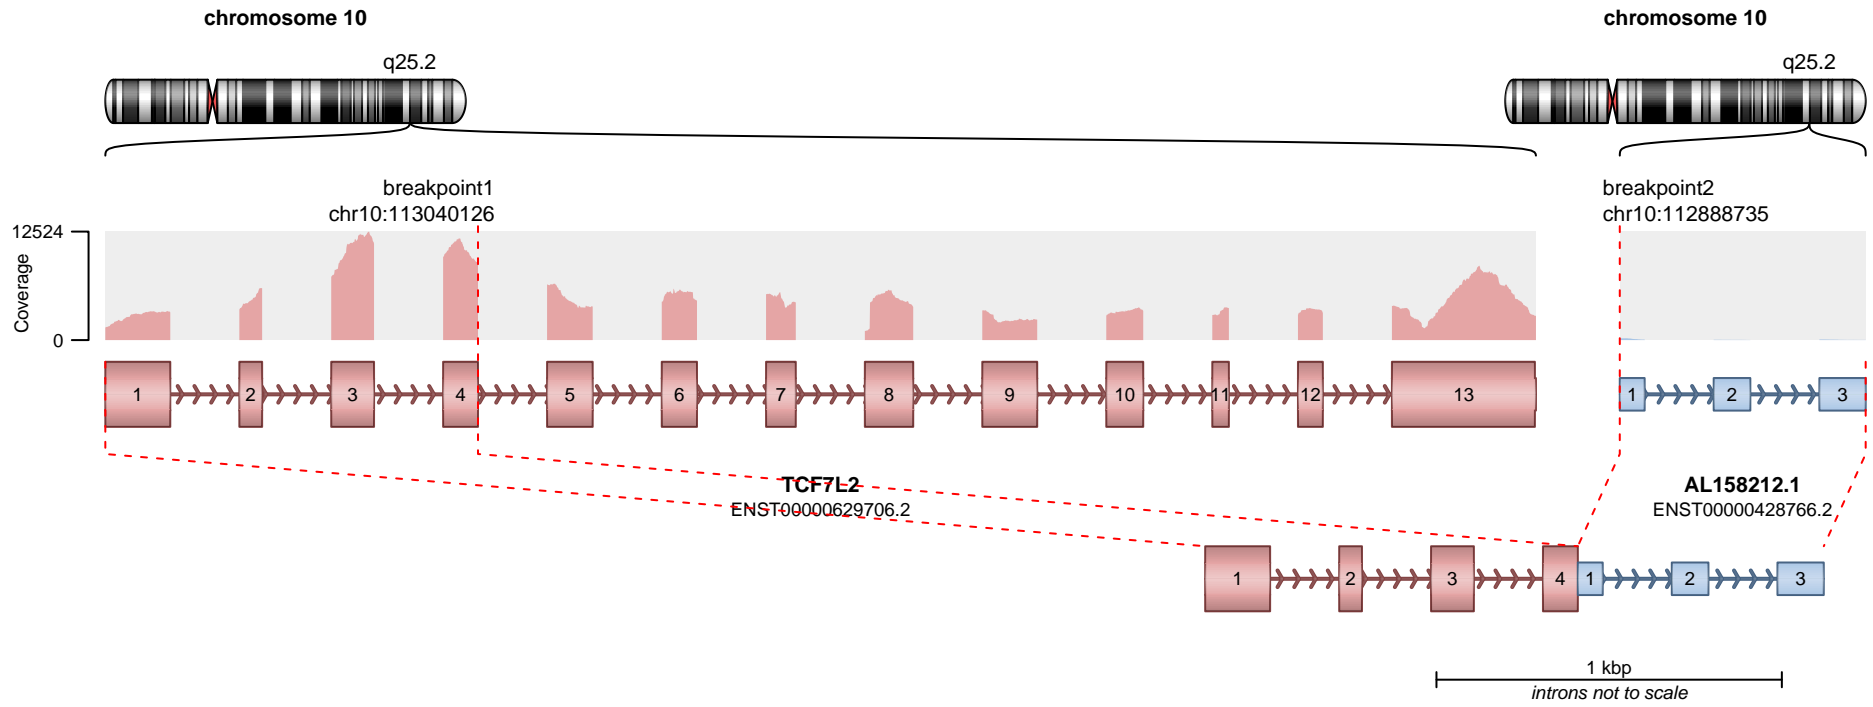 chromosome 10
chromosome 10
q25.2
q25.2
breakpoint1
chr10:113040126
breakpoint2
chr10:112888735
12524
Coverage
0
1 2 3 4 5 6 7 8 9 10 11 12 13
1 2 3
TCF7L2
ENST00000629706.2
AL158212.1
ENST00000428766.2
1 2 3 4 1 2 3
1 kbp
introns not to scale